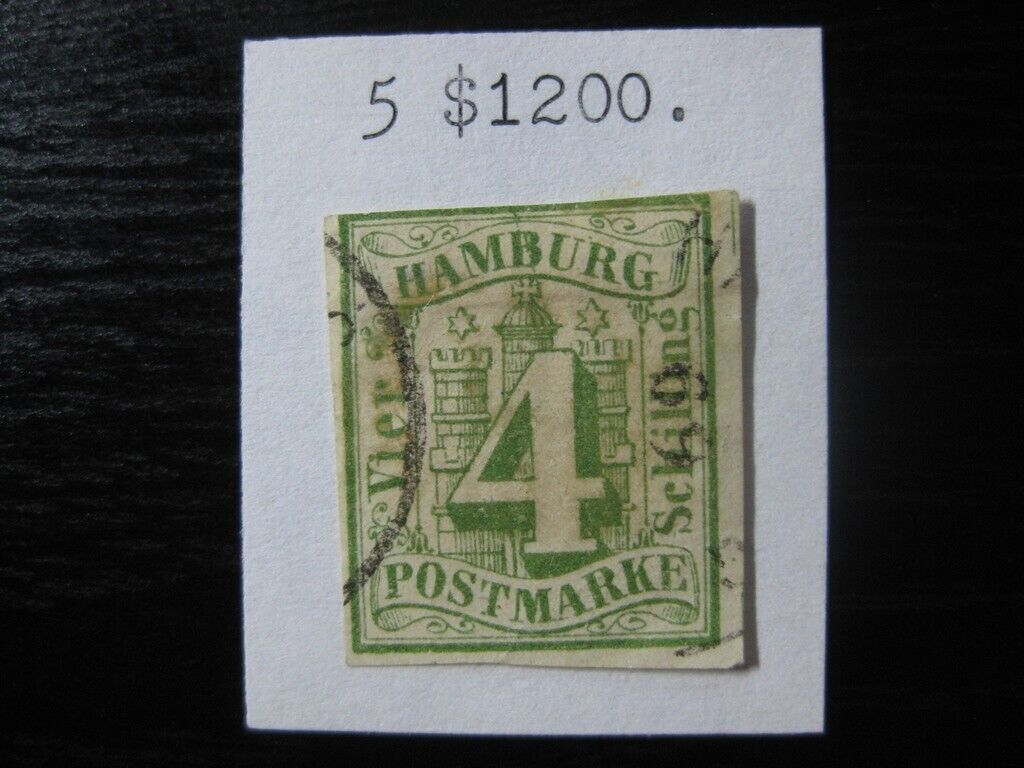 5 $1200.
HAMBURG
Vier
4
Schilling
POSTMARKE